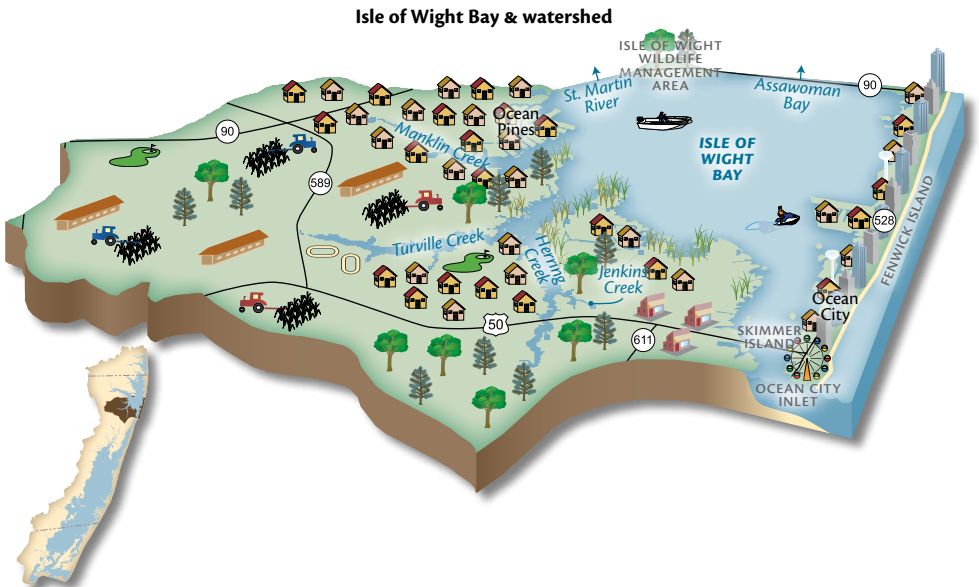 Isle of Wight Bay & watershed
ISLE OF WIGHT
WILDLIFE
MANAGEMENT
AREA
St. Martin
River
Assawoman
Bay
90
Ocean
Pines
90
Manklin Creek
ISLE OF
WIGHT
BAY
589
528
FENWICK ISLAND
Turville Creek
Herring
Creek
Jenkins
Creek
Ocean
City
50
611
SKIMMER
ISLAND
OCEAN CITY
INLET